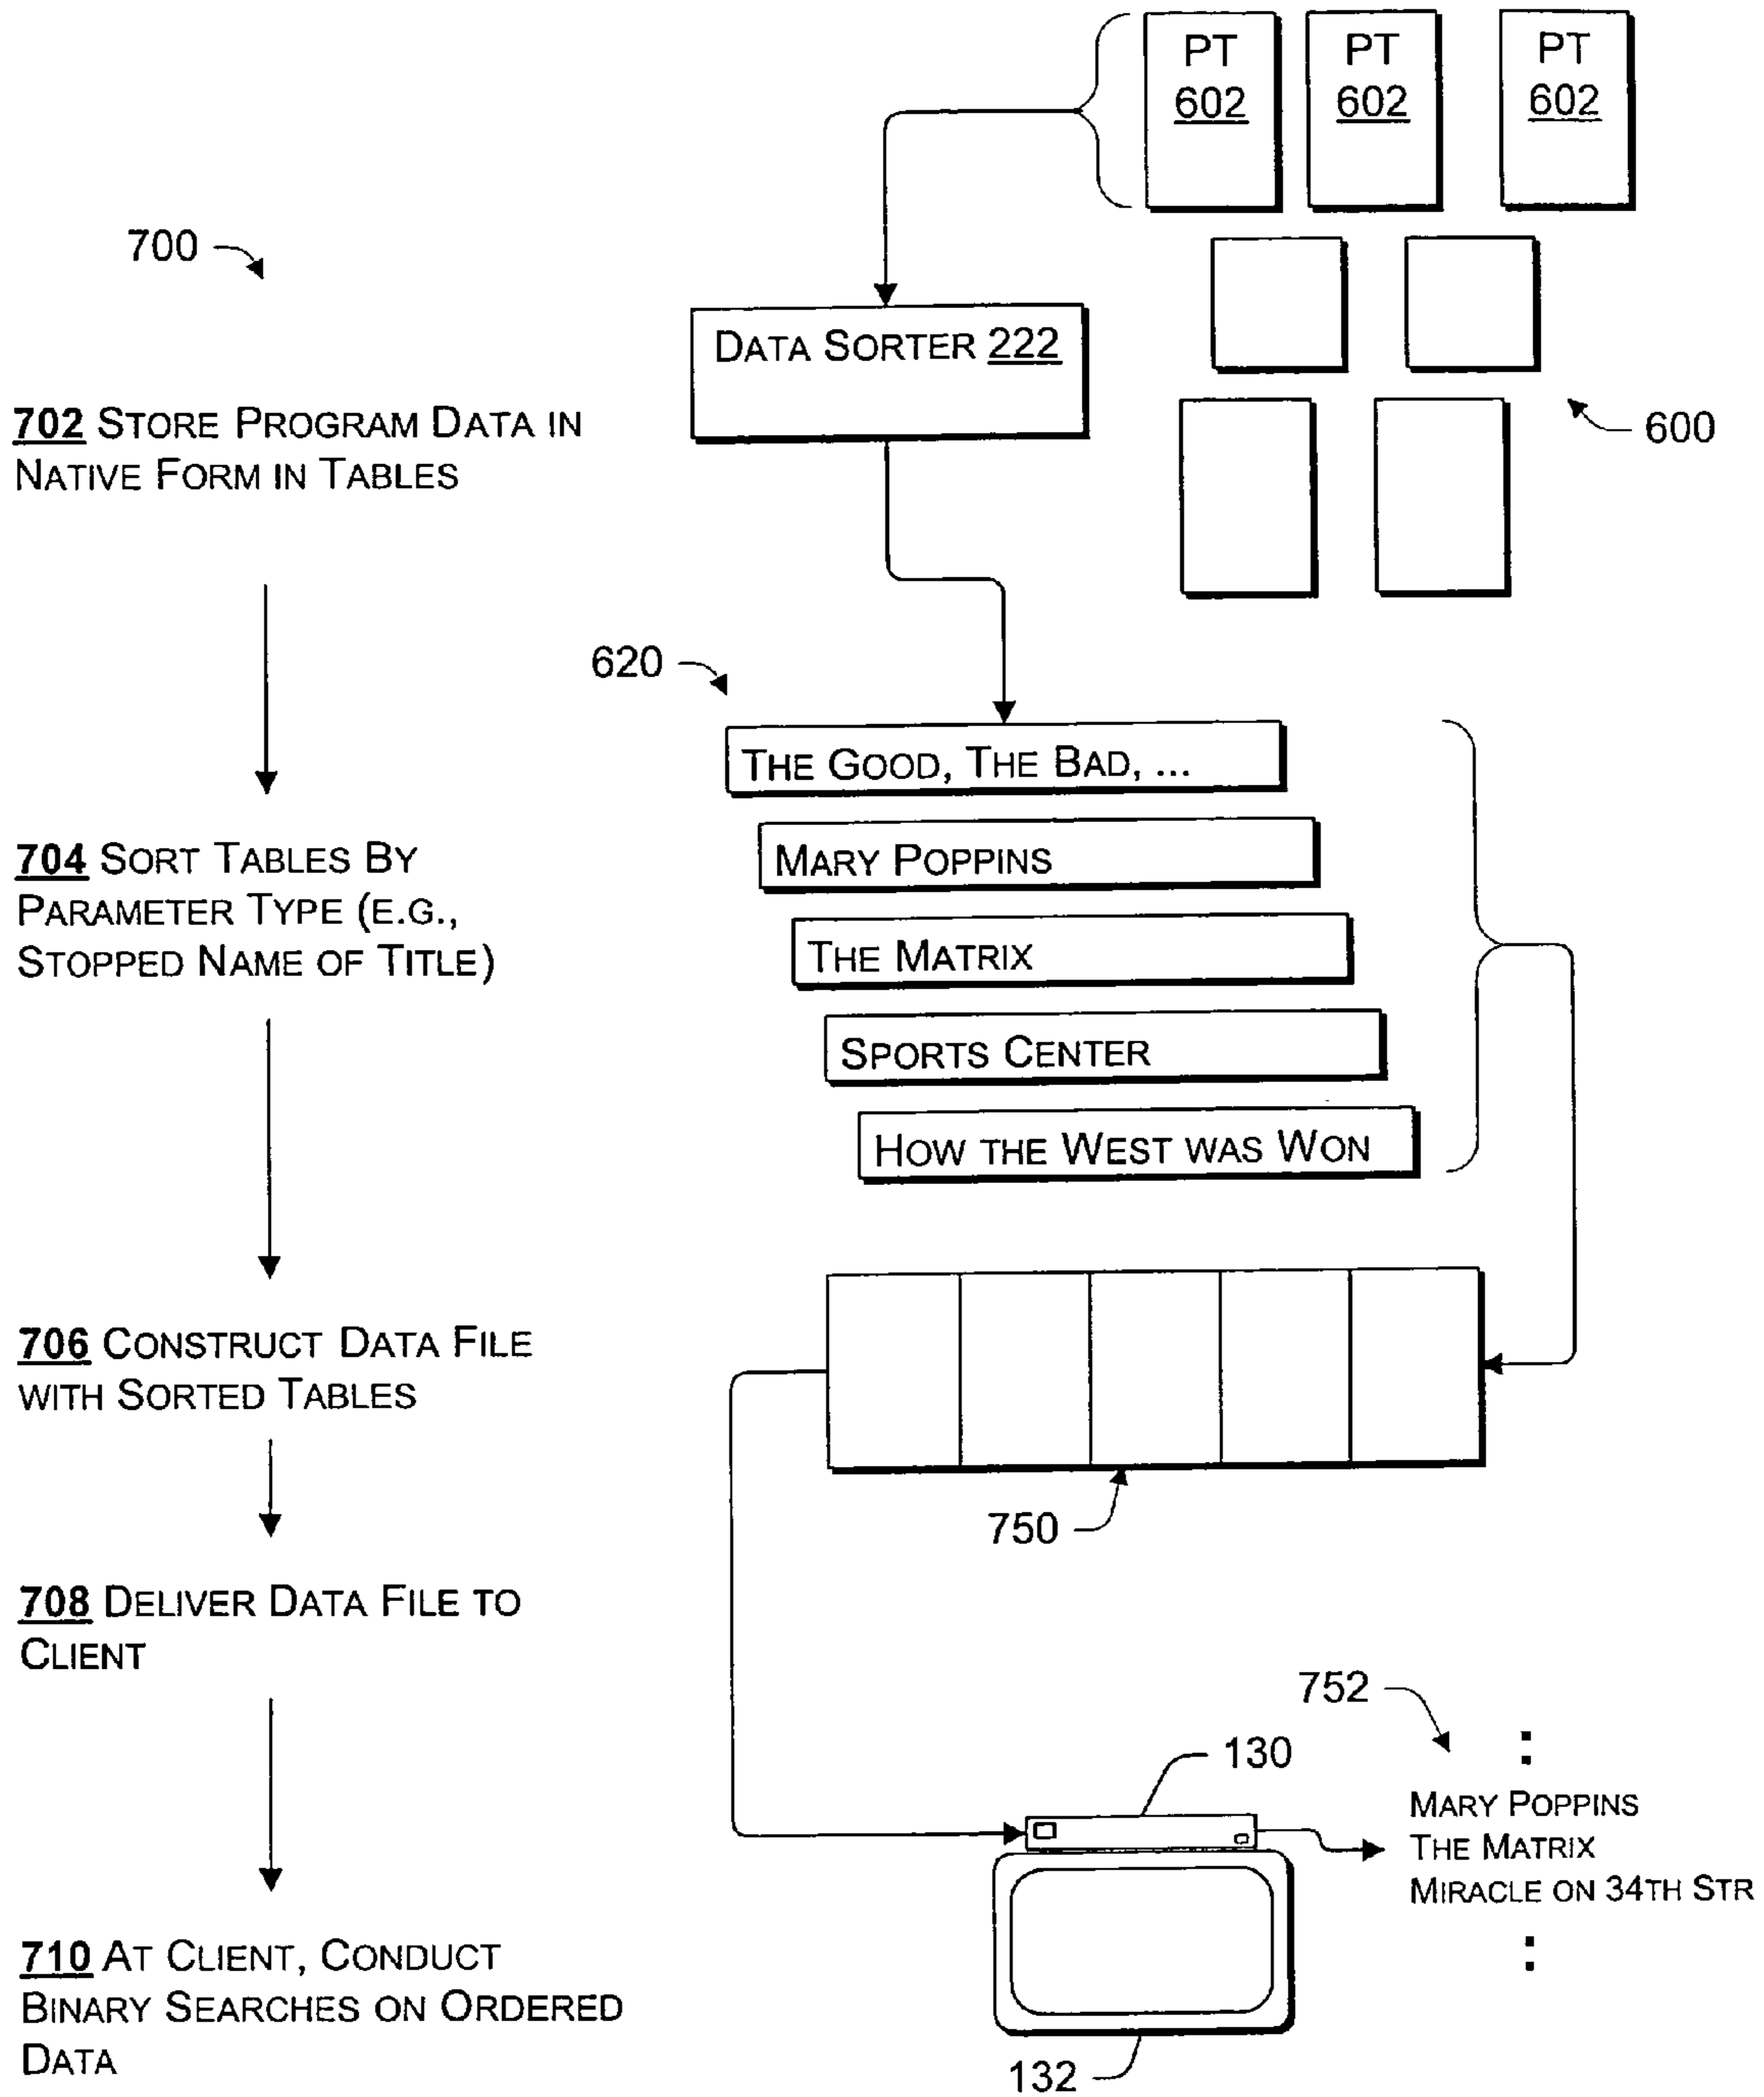 PT
602
PT
602
PT
602
700
DATA SORTER 222
702 STORE PROGRAM DATA IN
NATIVE FORM IN TABLES
600
620
THE GOOD, THE BAD, ...
704 SORT TABLES BY
PARAMETER TYPE (E.G.,
STOPPED NAME OF TITLE)
MARY POPPINS
THE MATRIX
SPORTS CENTER
HOW THE WEST WAS WON
706 CONSTRUCT DATA FILE
WITH SORTED TABLES
750
708 DELIVER DATA FILE TO
CLIENT
752
130
MARY POPPINS
THE MATRIX
MIRACLE ON 34TH STR
710 AT CLIENT, CONDUCT
BINARY SEARCHES ON ORDERED
DATA
132